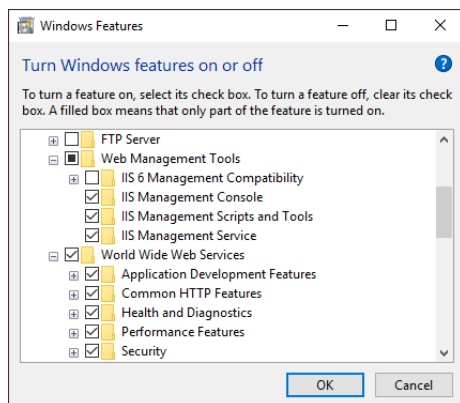 Windows Features
Turn Windows features on or off
?
To turn a feature on, select its check box. To turn a feature off, clear its check
box. A filled box means that only part of the feature is turned on.
FTP Server
Web Management Tools
IIS 6 Management Compatibility
IIS Management Console
IIS Management Scripts and Tools
IIS Management Service
World Wide Web Services
Application Development Features
Common HTTP Features
Health and Diagnostics
Performance Features
Security
OK Cancel